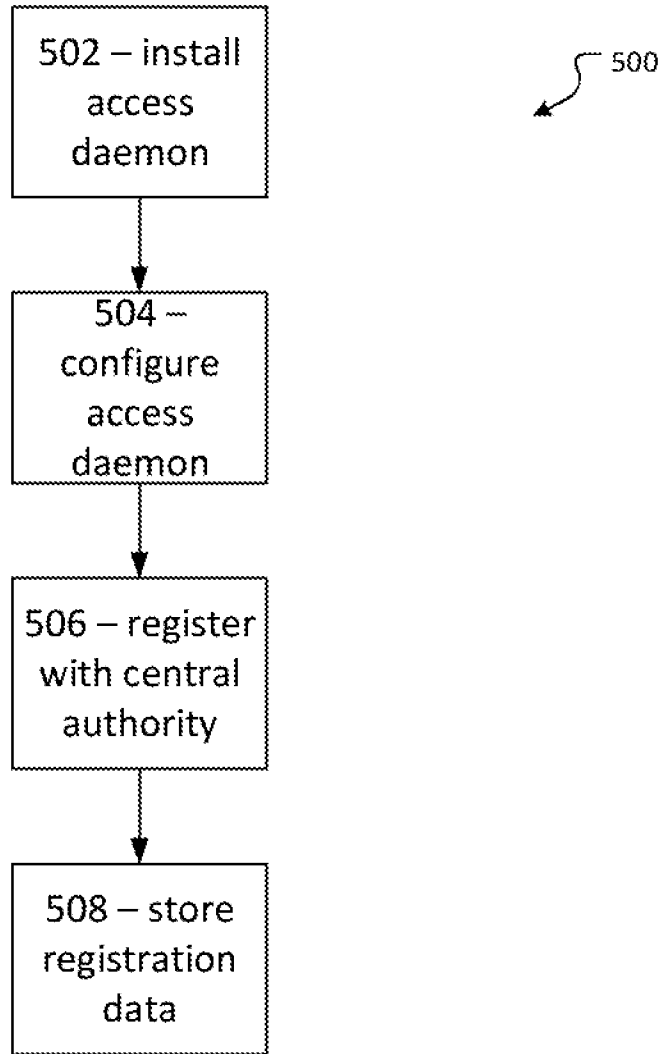 502 – install
access
daemon
500
504 –
configure
access
daemon
506 – register
with central
authority
508 – store
registration
data